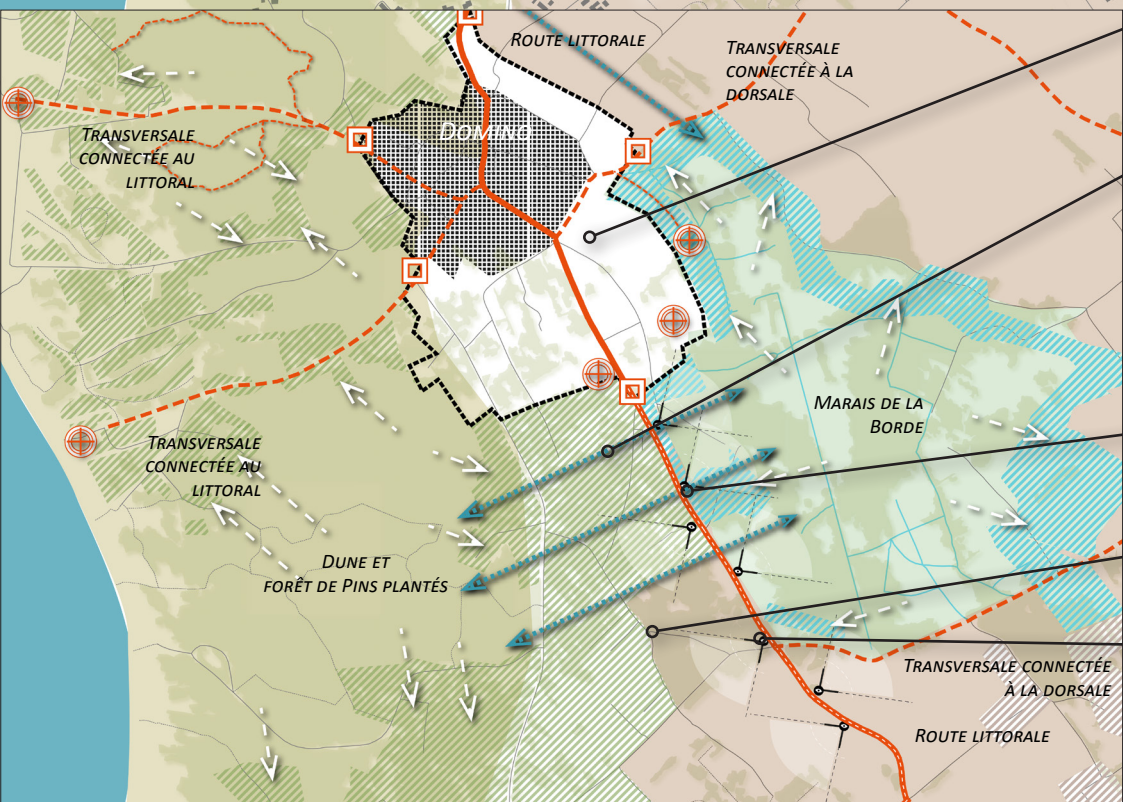 ROUTE LITTORALE
TRANSVERSALE
CONNECTÉE À LA
DORSALE
DOMINO
TRANSVERSALE
CONNECTÉE AU
LITTORAL
MARAIS DE LA
BORDE
TRANSVERSALE
CONNECTÉE AU
LITTORAL
DUNE ET
FORÊT DE PINS PLANTÉS
TRANSVERSALE CONNECTÉE
À LA DORSALE
ROUTE LITTORALE